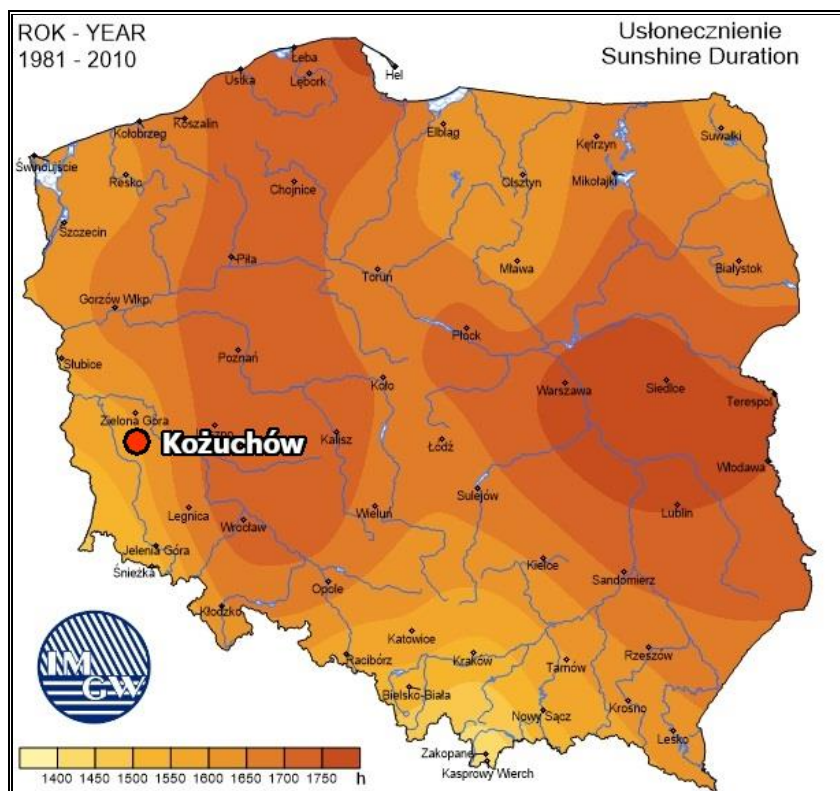 ROK - YEAR
1981 - 2010
Usłonecznienie
Sunshine Duration
Łeba
Hel
Ustka
Lębork
Koszalin
Kołobrzeg
Elbląg
Suwałki
Kętrzyn
Świnoujście
Resko
Chojnice
Olsztyn
Mikołajki
Szczecin
Piła
Toruń
Mława
Białystok
Gorzów Wlkp.
Płock
Słubice
Poznań
Koło
Warszawa
Siedlce
Terespol
Zielona Góra
Kożuchów
Kalisz
Łódź
Włodawa
Sulejów
Legnica
Wrocław
Wieluń
Lublin
Jelenia Góra
Śnieżka
Kielce
Sandomierz
Opole
Kłodzko
Katowice
Racibórz
Kraków
Tarnów
Rzeszów
Bielsko-Biała
Nowy Sącz
Krosno
Lesko
Zakopane
Kasprowy Wierch
IM
GW
1400 1450 1500 1550 1600 1650 1700 1750 h